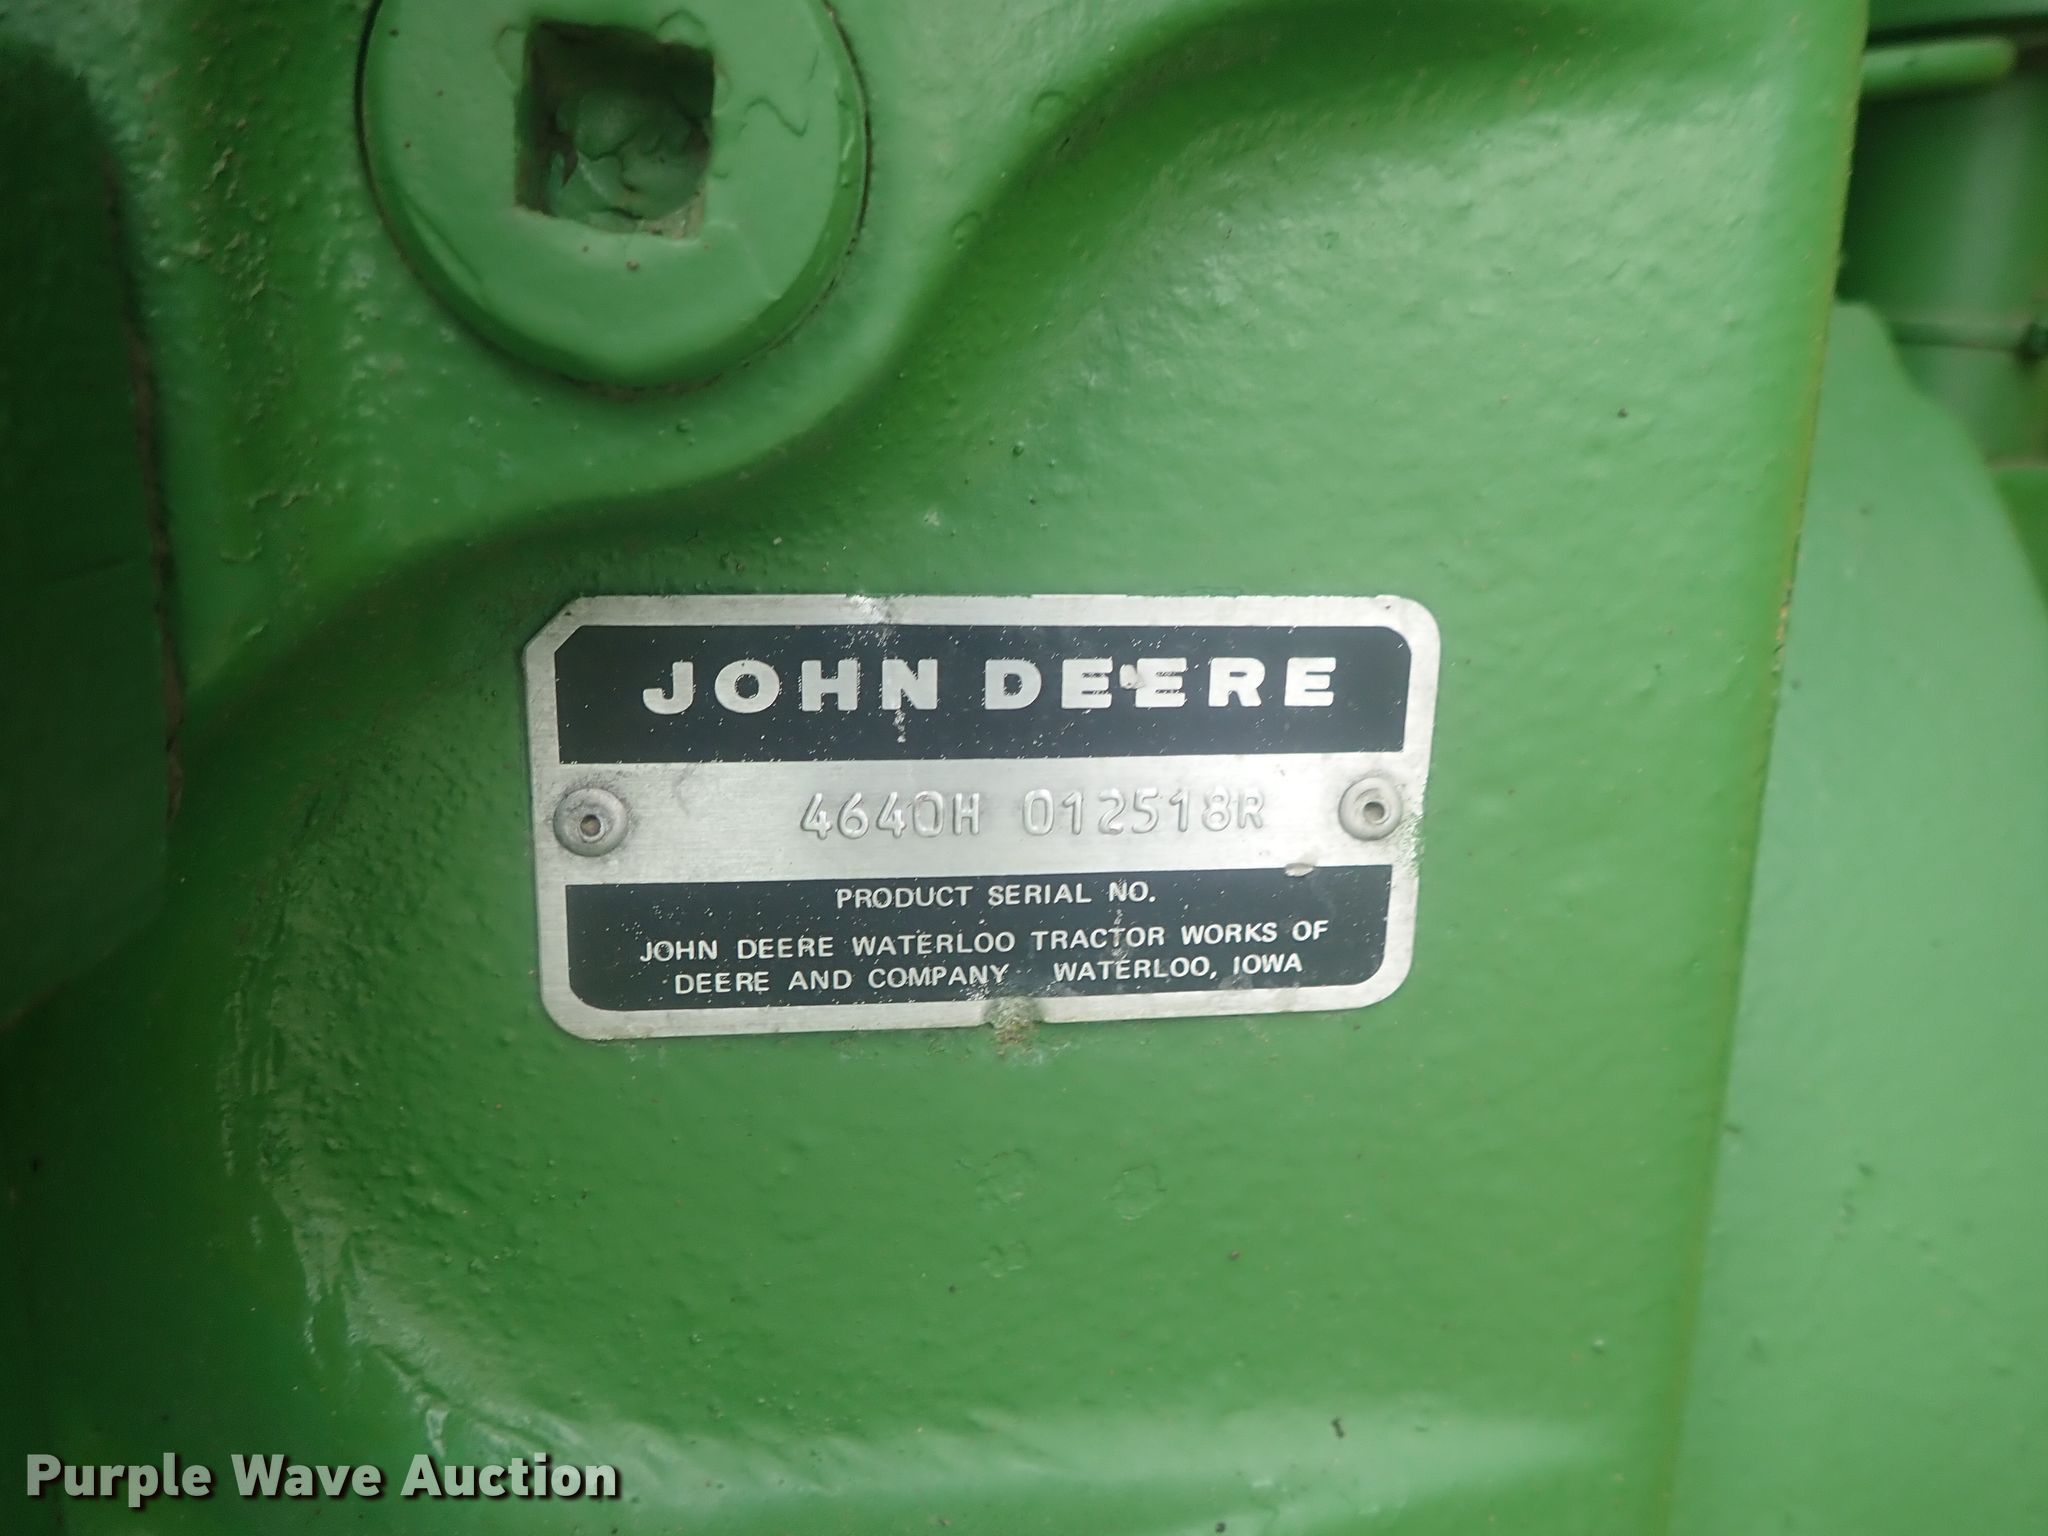 JOHN DEERE
4640H 012518R
PRODUCT SERIAL NO.
JOHN DEERE WATERLOO TRACTOR WORKS OF
DEERE AND COMPANY WATERLOO, IOWA
Purple Wave Auction